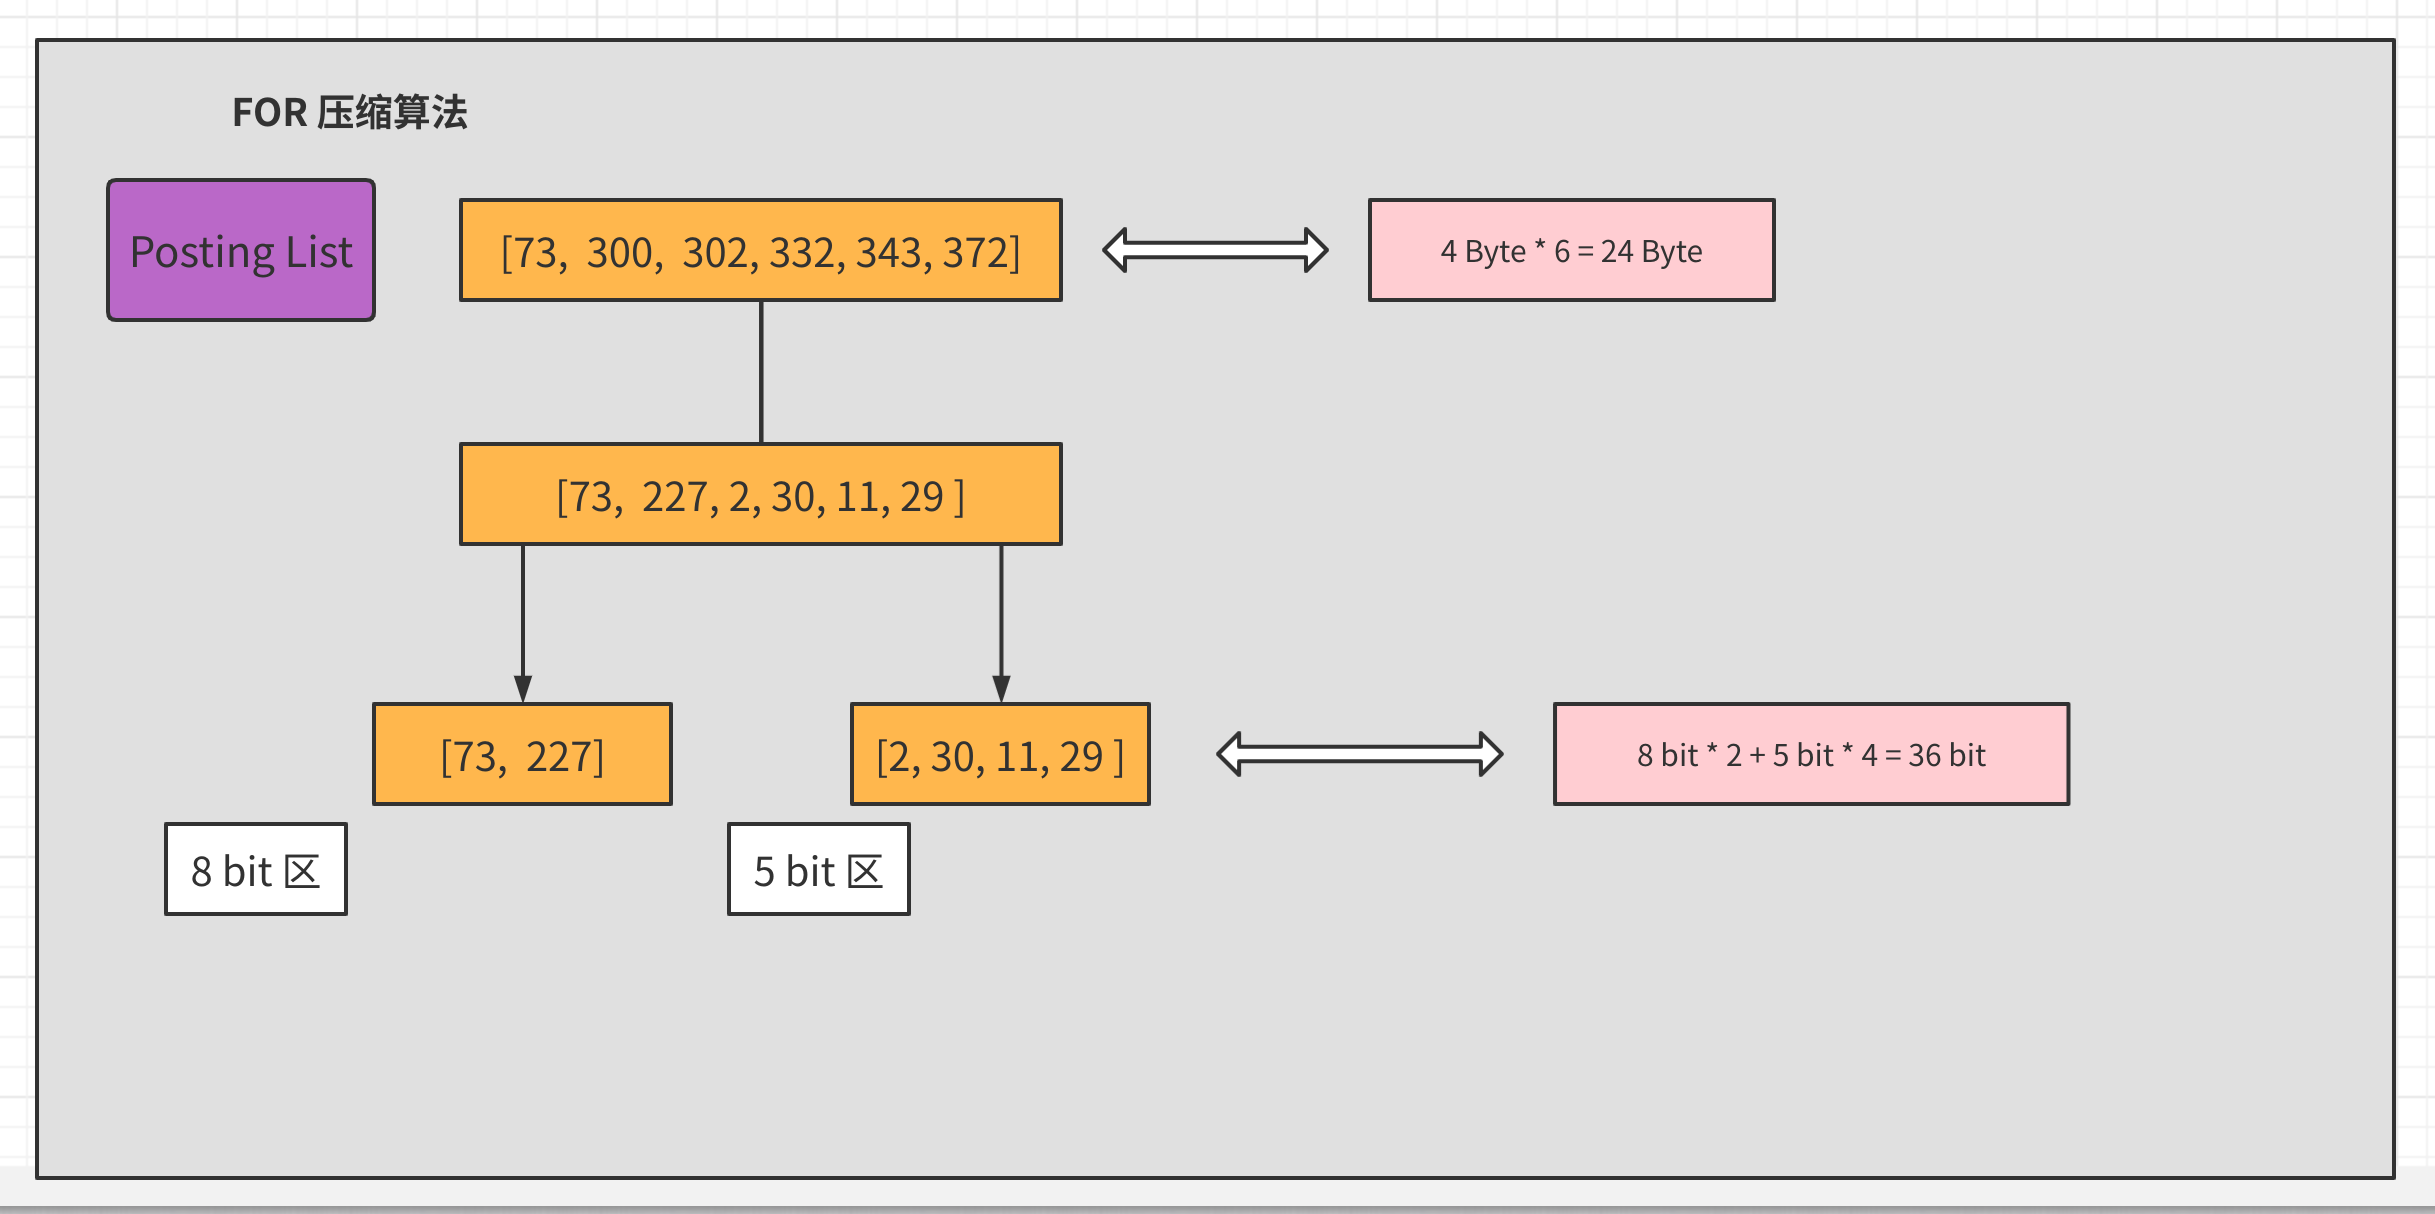 FOR 压缩算法
Posting List
[73, 300, 302, 332, 343, 372]
4 Byte * 6 = 24 Byte
[73, 227, 2, 30, 11, 29 ]
[73, 227]
[2, 30, 11, 29 ]
8 bit * 2 + 5 bit * 4 = 36 bit
8 bit 区
5 bit 区